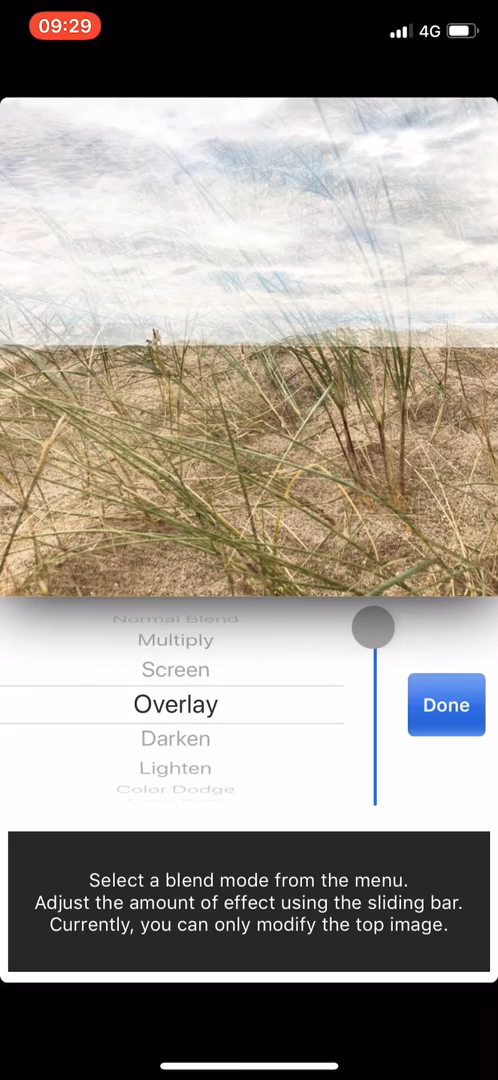 09:29
4G
Normal Blend
Multiply
Screen
Overlay
Darken
Lighten
Color Dodge
Done
Select a blend mode from the menu.
Adjust the amount of effect using the sliding bar.
Currently, you can only modify the top image.